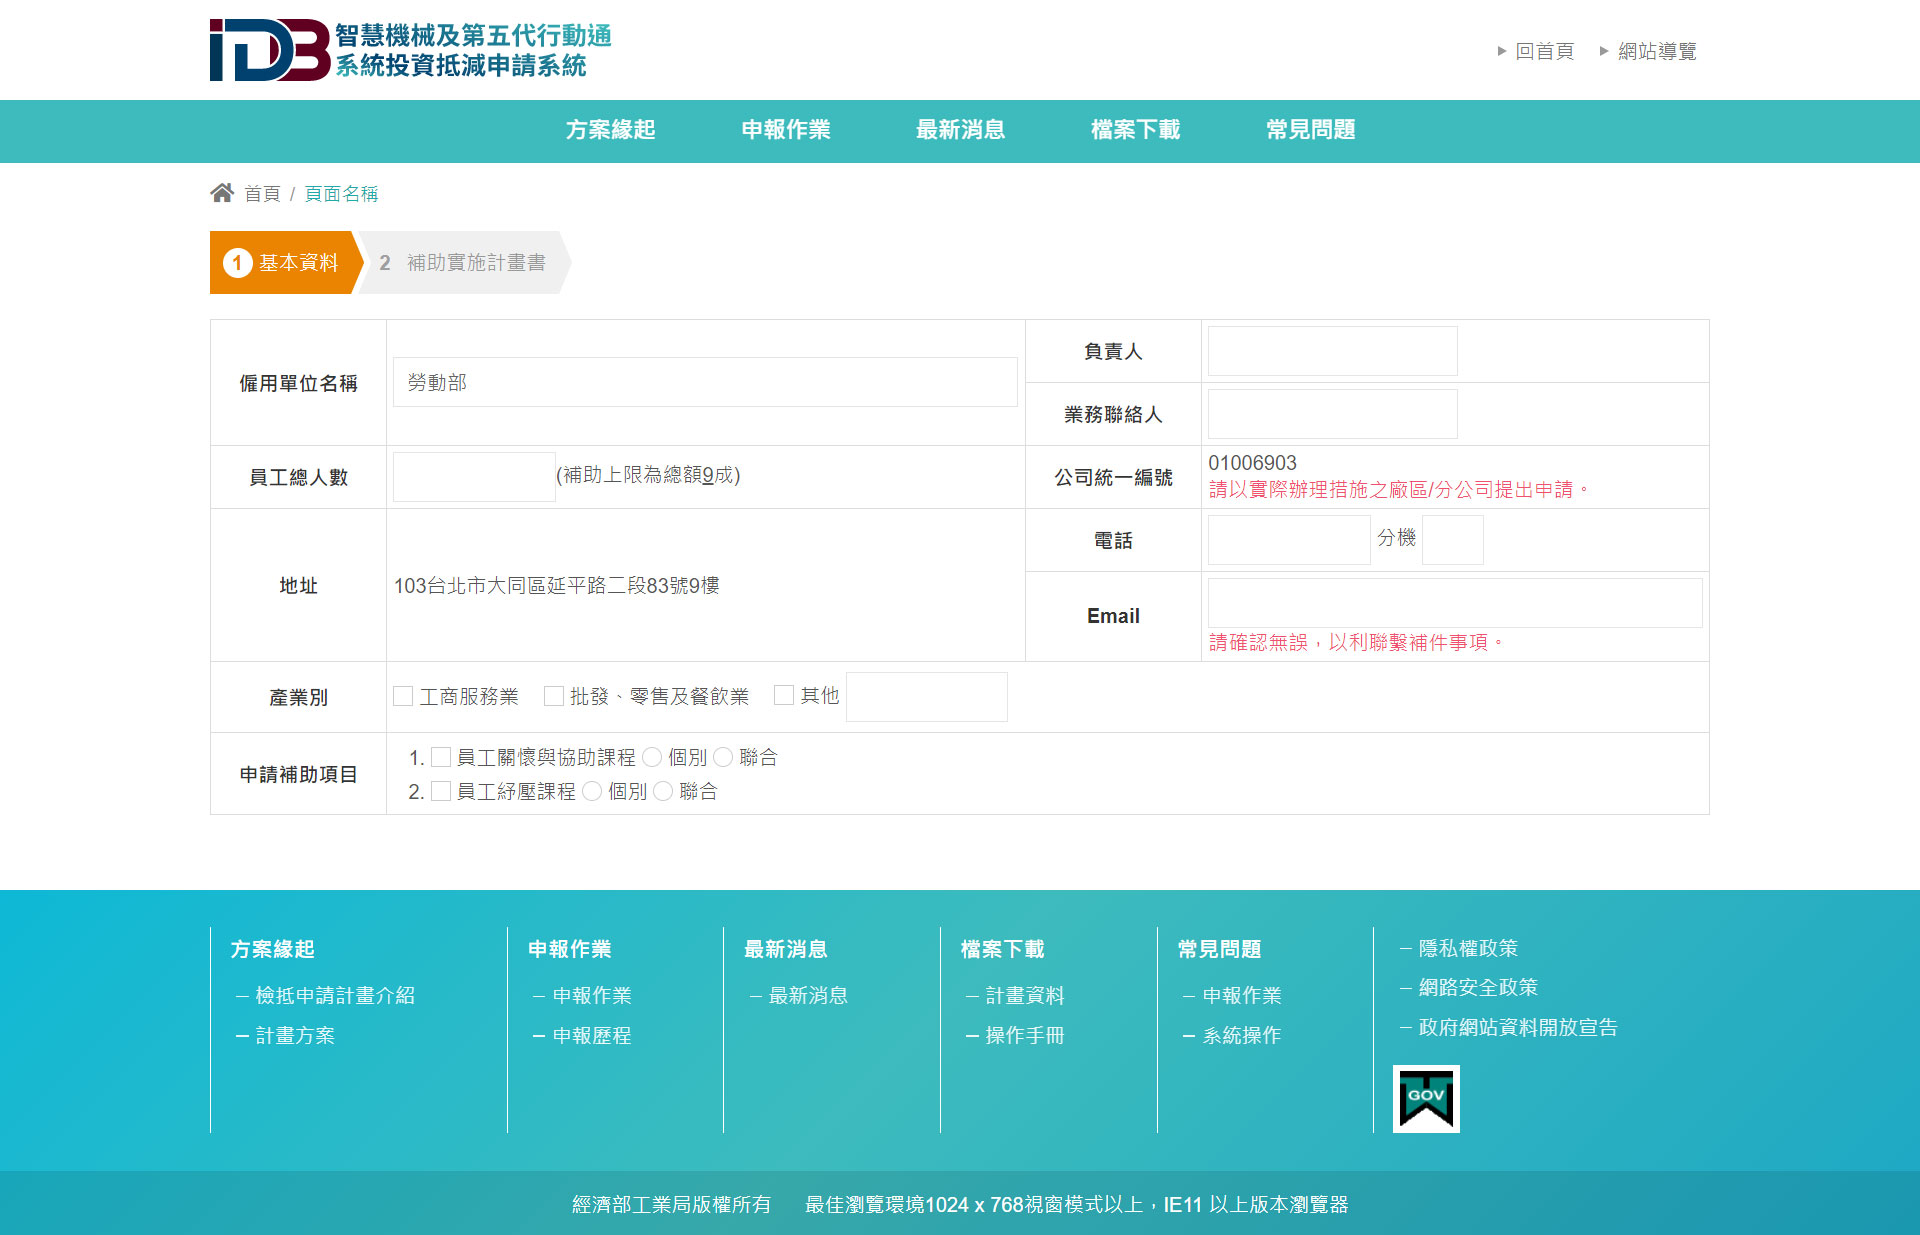 iDB 智慧機械及第五代行動通
系統投資抵減申請系統
回首頁 網站導覽
方案緣起 申報作業 最新消息 檔案下載 常見問題
首頁 / 頁面名稱
1 基本資料 2 補助實施計畫書
僱用單位名稱 勞動部 負責人
業務聯絡人
員工總人數 (補助上限為總額9成) 公司統一編號 01006903
請以實際辦理措施之廠區/分公司提出申請。
地址 103台北市大同區延平路二段83號9樓 電話 分機
Email
請確認無誤，以利聯繫補件事項。
產業別 工商服務業 批發、零售及餐飲業 其他
申請補助項目 1. 員工關懷與協助課程 個別 聯合
2. 員工紓壓課程 個別 聯合
方案緣起
– 檢抵申請計畫介紹
– 計畫方案
申報作業
– 申報作業
– 申報歷程
最新消息
– 最新消息
檔案下載
– 計畫資料
– 操作手冊
常見問題
– 申報作業
– 系統操作
– 隱私權政策
– 網路安全政策
– 政府網站資料開放宣告
GOV
經濟部工業局版權所有 最佳瀏覽環境1024 x 768視窗模式以上，IE11 以上版本瀏覽器